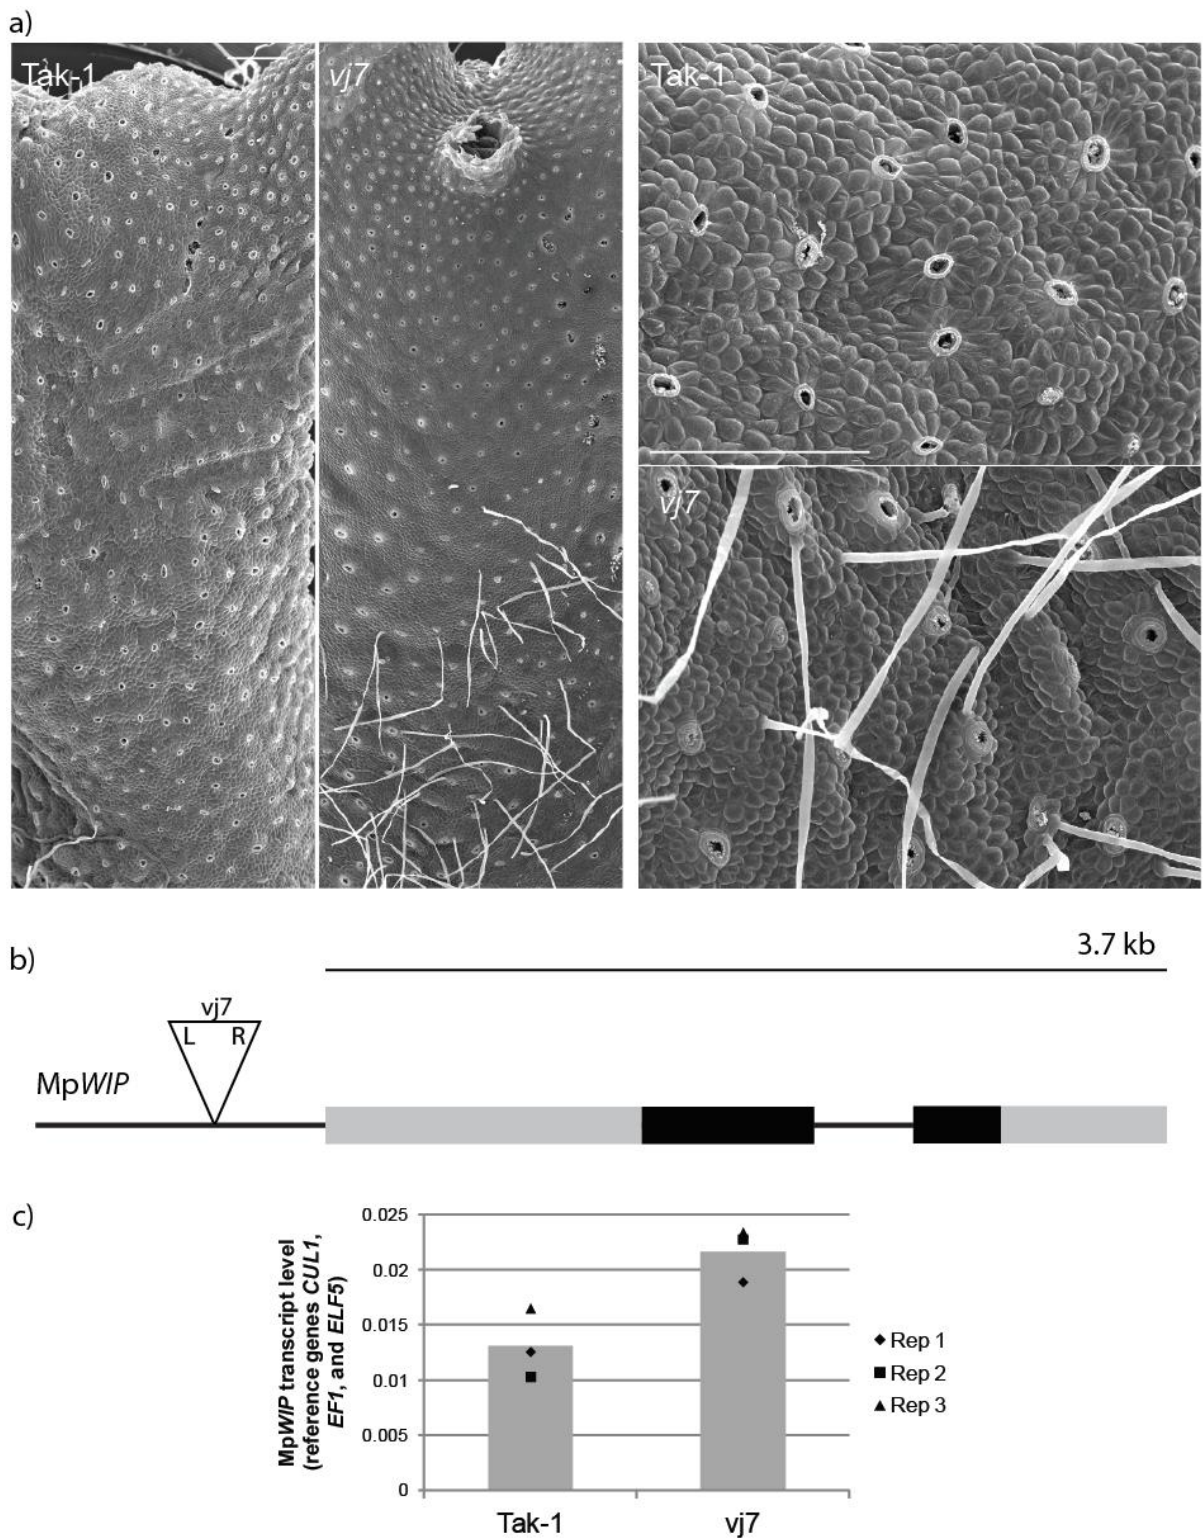 a)
Tak-1
vj7
Tak-1
vj7
b)
3.7 kb
vj7
L R
MpWIP
c)
MpWIP transcript level
(reference genes CUL1,
EF1, and ELF5)
0.025
0.02
0.015
0.01
0.005
0
Tak-1
vj7
Rep 1
Rep 2
Rep 3